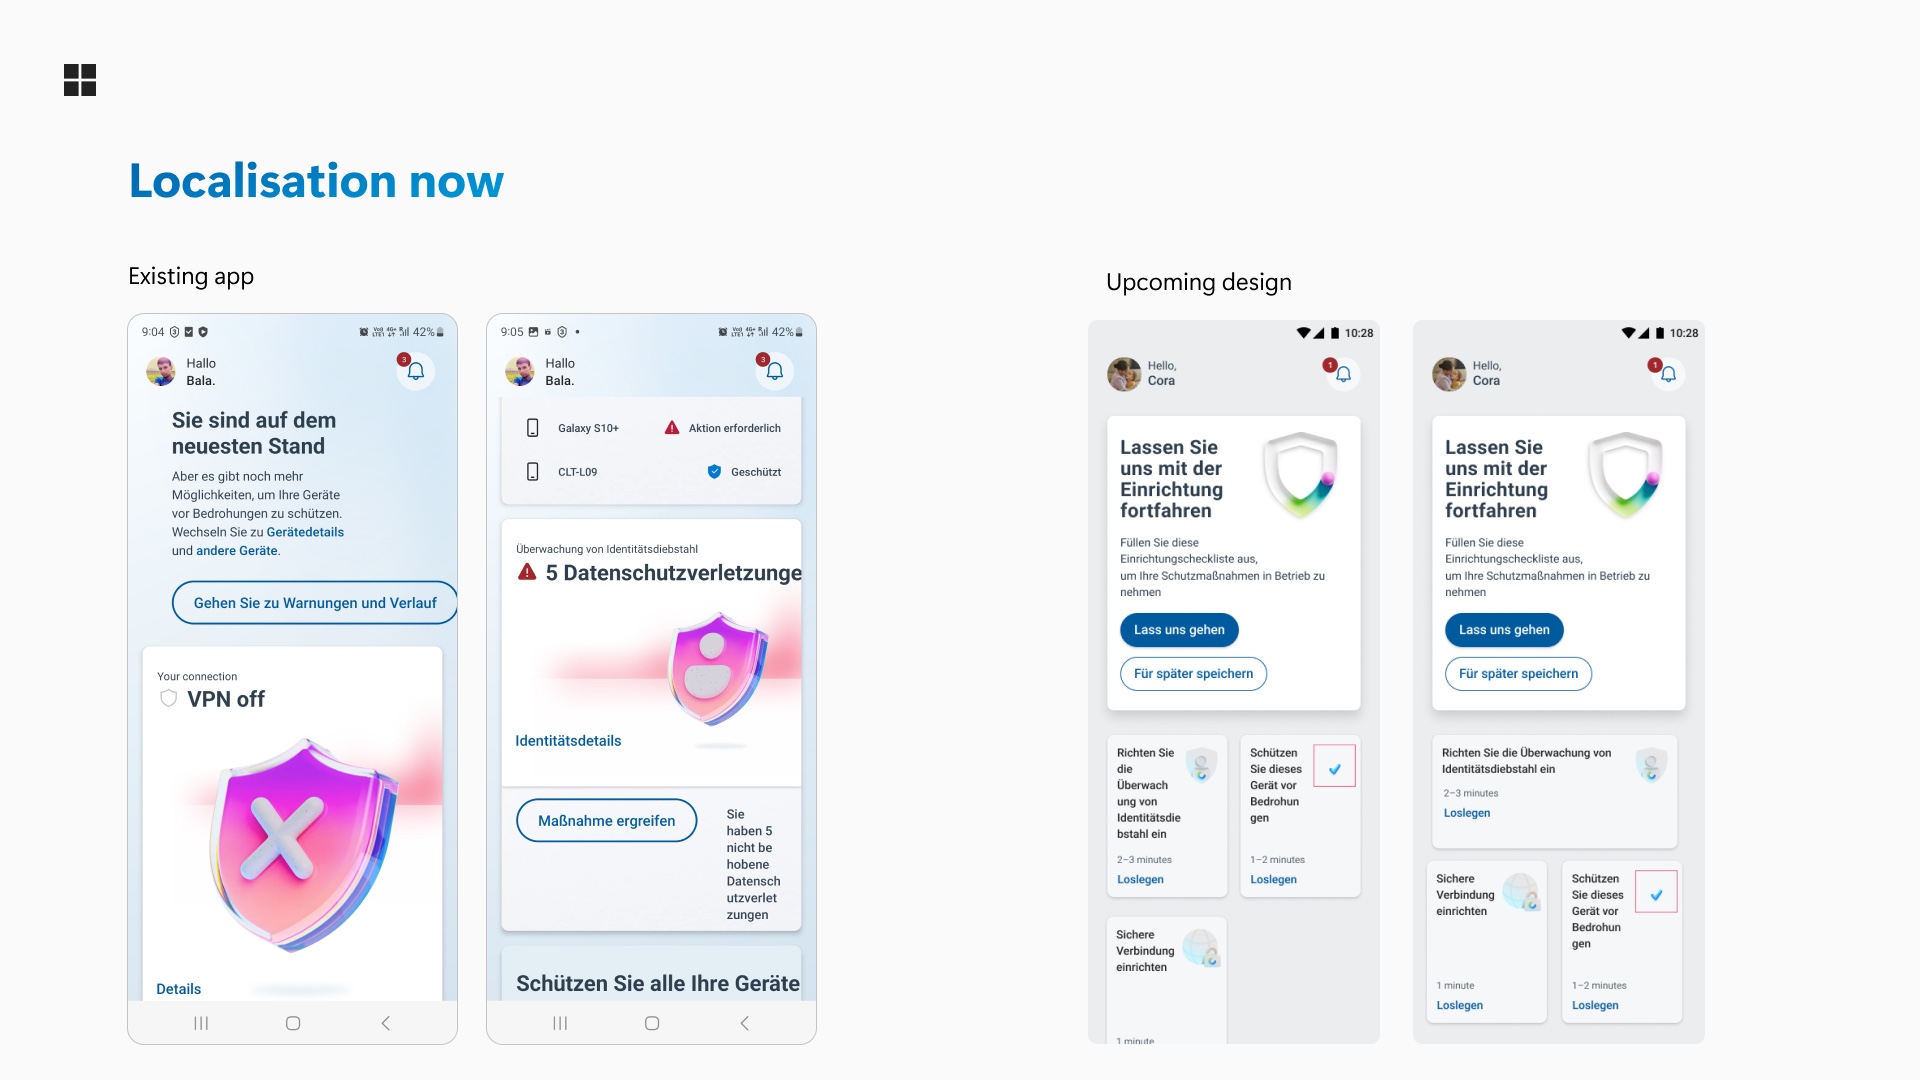 Localisation now
Existing app
9:04
42%
Hallo
Bala.
3
Sie sind auf dem
neuesten Stand
Aber es gibt noch mehr
Möglichkeiten, um Ihre Geräte
vor Bedrohungen zu schützen.
Wechseln Sie zu Gerätedetails
und andere Geräte.
Gehen Sie zu Warnungen und Verlauf
Your connection
VPN off
Details
9:05
42%
Hallo
Bala.
3
Galaxy S10+ Aktion erforderlich
CLT-L09 Geschützt
Überwachung von Identitätsdiebstahl
5 Datenschutzverletzunge
Identitätsdetails
Maßnahme ergreifen
Sie
haben 5
nicht be
hobene
Datensch
utzverlet
zungen
Schützen Sie alle Ihre Geräte
Upcoming design
10:28
Hello,
Cora
1
Lassen Sie
uns mit der
Einrichtung
fortfahren
Füllen Sie diese
Einrichtungscheckliste aus,
um Ihre Schutzmaßnahmen in Betrieb zu
nehmen
Lass uns gehen
Für später speichern
Richten Sie
die
Überwach
ung von
Identitätsdie
bstahl ein
2–3 minutes
Loslegen
Schützen
Sie dieses
Gerät vor
Bedrohun
gen
1–2 minutes
Loslegen
Sichere
Verbindung
einrichten
1 minute
10:28
Hello,
Cora
1
Lassen Sie
uns mit der
Einrichtung
fortfahren
Füllen Sie diese
Einrichtungscheckliste aus,
um Ihre Schutzmaßnahmen in Betrieb zu
nehmen
Lass uns gehen
Für später speichern
Richten Sie die Überwachung von
Identitätsdiebstahl ein
2–3 minutes
Loslegen
Sichere
Verbindung
einrichten
1 minute
Loslegen
Schützen
Sie dieses
Gerät vor
Bedrohun
gen
1–2 minutes
Loslegen